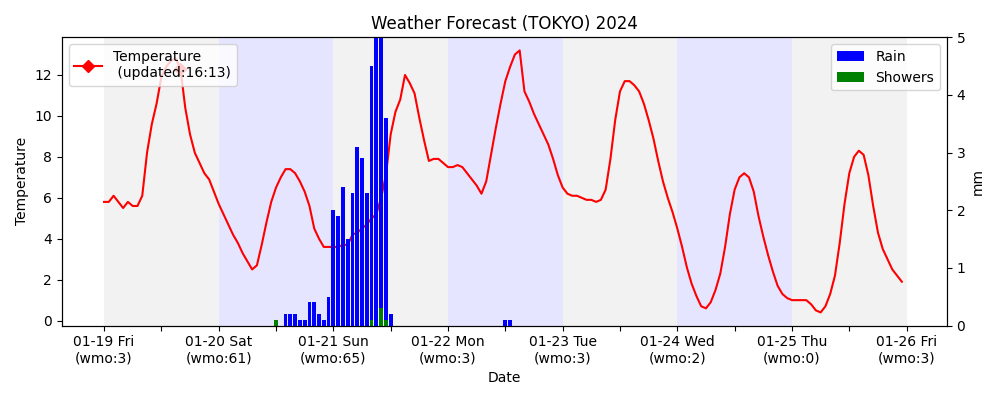 Weather Forecast (TOKYO) 2024
Temperature
(updated:16:13)
Rain
Showers
12
10
8
6
4
2
0
Temperature
5
4
3
2
1
0
mm
01-19 Fri 01-20 Sat 01-21 Sun 01-22 Mon 01-23 Tue 01-24 Wed 01-25 Thu 01-26 Fri
(wmo:3) (wmo:61) (wmo:65) (wmo:3) (wmo:3) (wmo:2) (wmo:0) (wmo:3)
Date